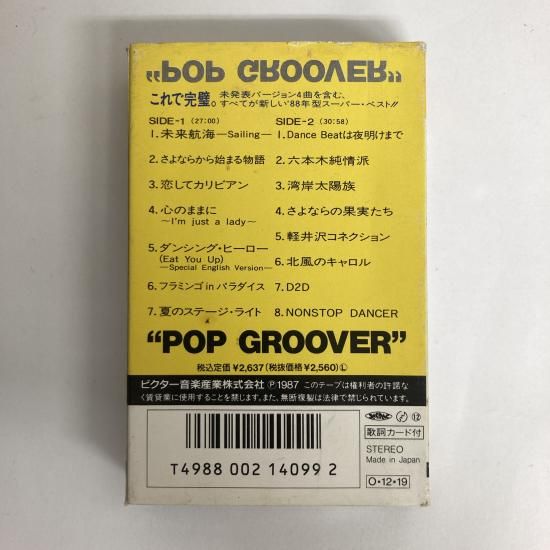 “POP GROOVER”
これで完璧。未発表バージョン4曲を含む、
すべてが新しい'88年型スーパー・ベスト!!
SIDE-1 (27:00)
1. 未来航海—Sailing—
2. さよならから始まる物語
3. 恋してカリビアン
4. 心のままに
〜I'm just a lady〜
5. ダンシング・ヒーロー
(Eat You Up)
—Special English Version—
6. フラミンゴ in パラダイス
7. 夏のステージ・ライト
SIDE-2 (30:58)
1. Dance Beatは夜明けまで
2. 六本木純情派
3. 湾岸太陽族
4. さよならの果実たち
5. 軽井沢コネクション
6. 北風のキャロル
7. D2D
8. NONSTOP DANCER
“POP GROOVER”
税込定価¥2,637(税抜価格¥2,560)Ⓛ
ビクター音楽産業株式会社 Ⓟ1987 このテープは権利者の許諾な
く賃貸業に使用することを禁じます。また、無断複製は法律で禁じられています。
⑫
歌詞カード付
STEREO
Made in Japan
O・12・19
T4988 002 14099 2